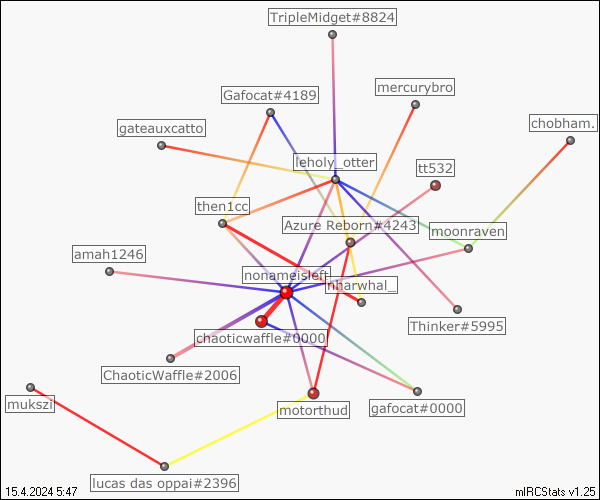 TripleMidget#8824
mercurybro
Gafocat#4189
chobham.
gateauxcatto
leholy_otter
tt532
then1cc
Azure Reborn#4243
moonraven
amah1246
nonameisleft
nharwhal_
Thinker#5995
chaoticwaffle#0000
ChaoticWaffle#2006
mukszi
motorthud
gafocat#0000
lucas das oppai#2396
15.4.2024 5:47
mIRCStats v1.25